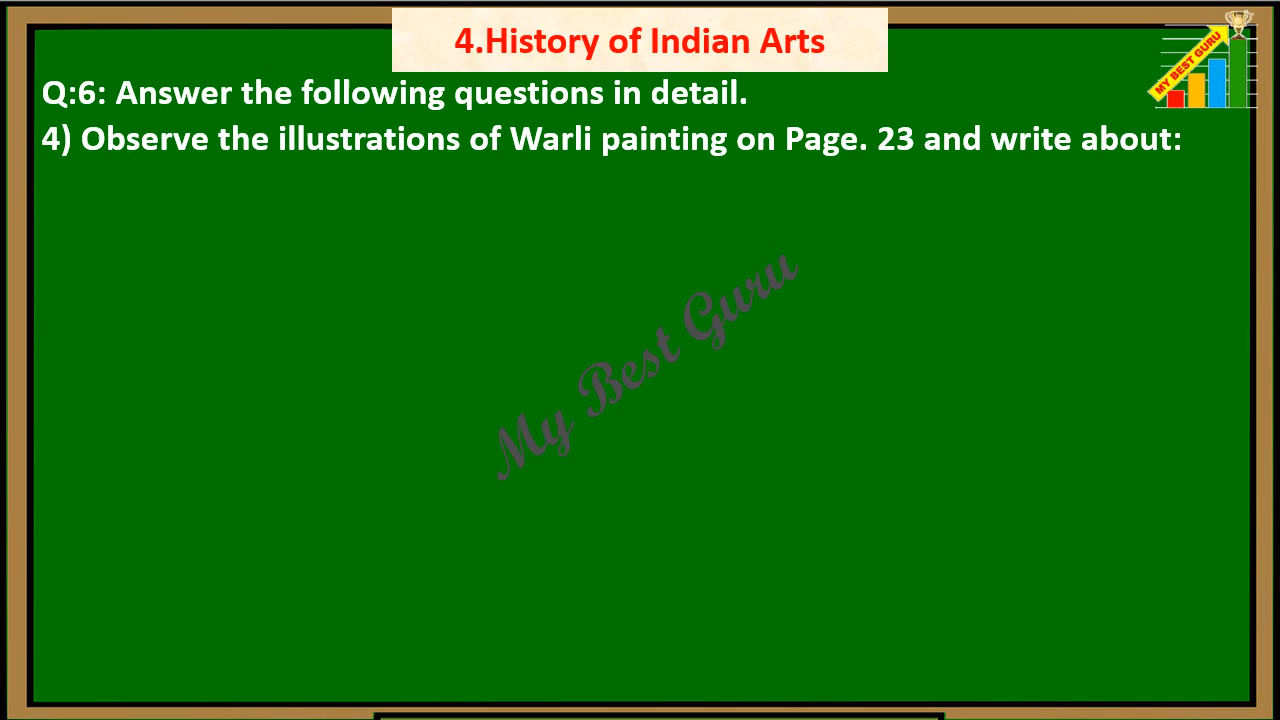 4.History of Indian Arts
MY BEST GURU
Q:6: Answer the following questions in detail.
4) Observe the illustrations of Warli painting on Page. 23 and write about:
My Best Guru